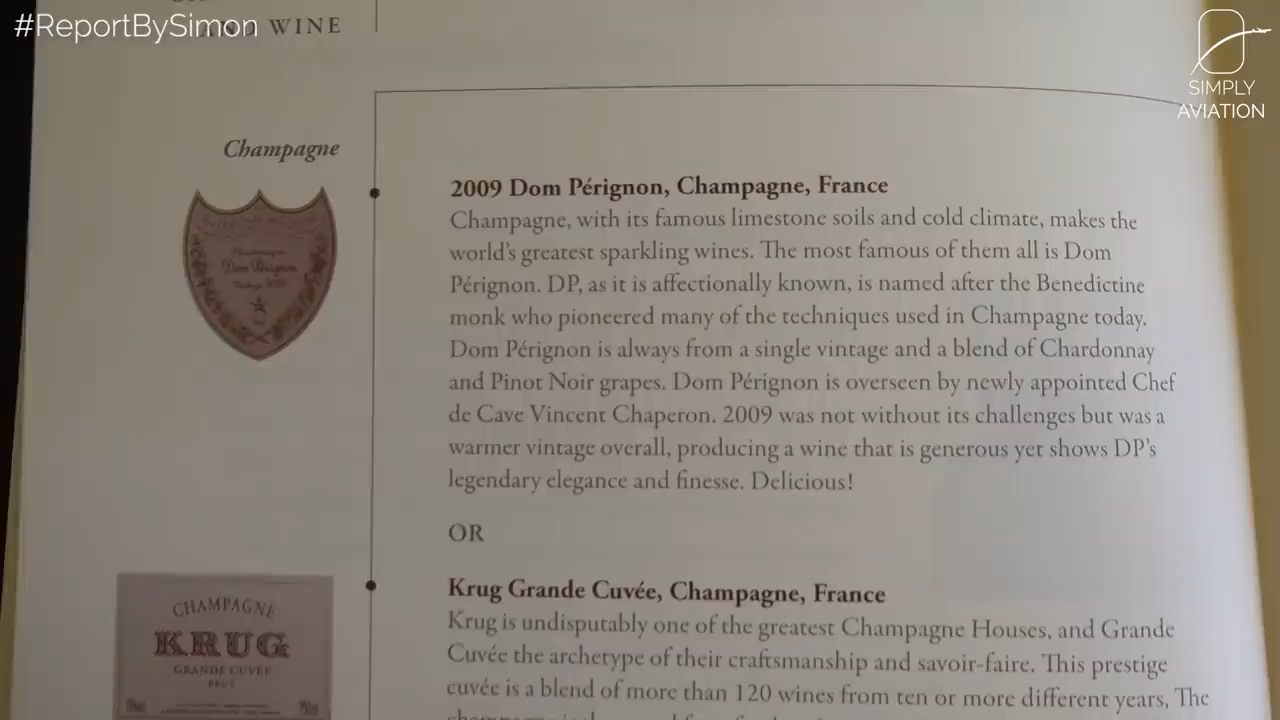 #ReportBySimon
AND WINE
SIMPLY
AVIATION
Champagne
Champagne
Dom Pérignon
Vintage
2009 Dom Pérignon, Champagne, France
Champagne, with its famous limestone soils and cold climate, makes the
world's greatest sparkling wines. The most famous of them all is Dom
Pérignon. DP, as it is affectionally known, is named after the Benedictine
monk who pioneered many of the techniques used in Champagne today.
Dom Pérignon is always from a single vintage and a blend of Chardonnay
and Pinot Noir grapes. Dom Pérignon is overseen by newly appointed Chef
de Cave Vincent Chaperon. 2009 was not without its challenges but was a
warmer vintage overall, producing a wine that is generous yet shows DP's
legendary elegance and finesse. Delicious!
OR
CHAMPAGNE
KRUG
GRANDE CUVÉE
BRUT
Krug Grande Cuvée, Champagne, France
Krug is undisputably one of the greatest Champagne Houses, and Grande
Cuvée the archetype of their craftsmanship and savoir-faire. This prestige
cuvée is a blend of more than 120 wines from ten or more different years, The